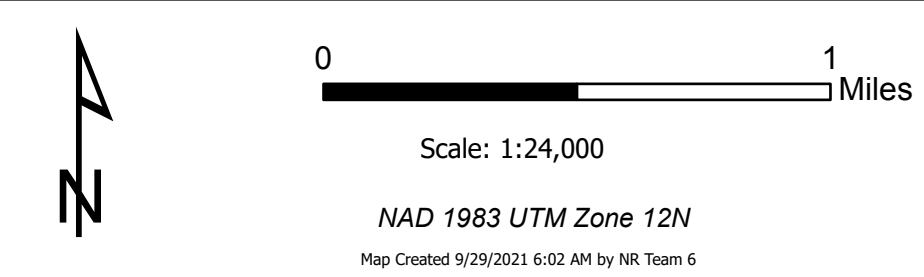 0 1
Miles
N
Scale: 1:24,000
NAD 1983 UTM Zone 12N
Map Created 9/29/2021 6:02 AM by NR Team 6